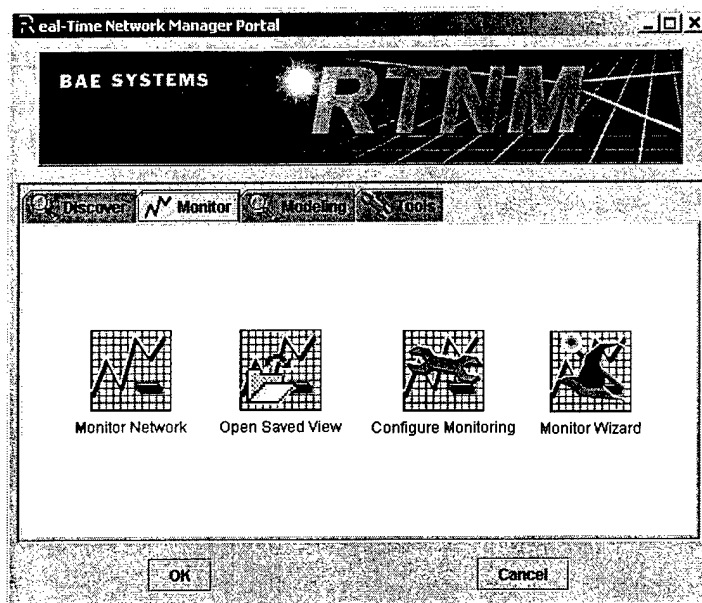 Real-Time Network Manager Portal
BAE SYSTEMS
RTNM
Discover Monitor Modeling Tools
Monitor Network Open Saved View Configure Monitoring Monitor Wizard
OK Cancel